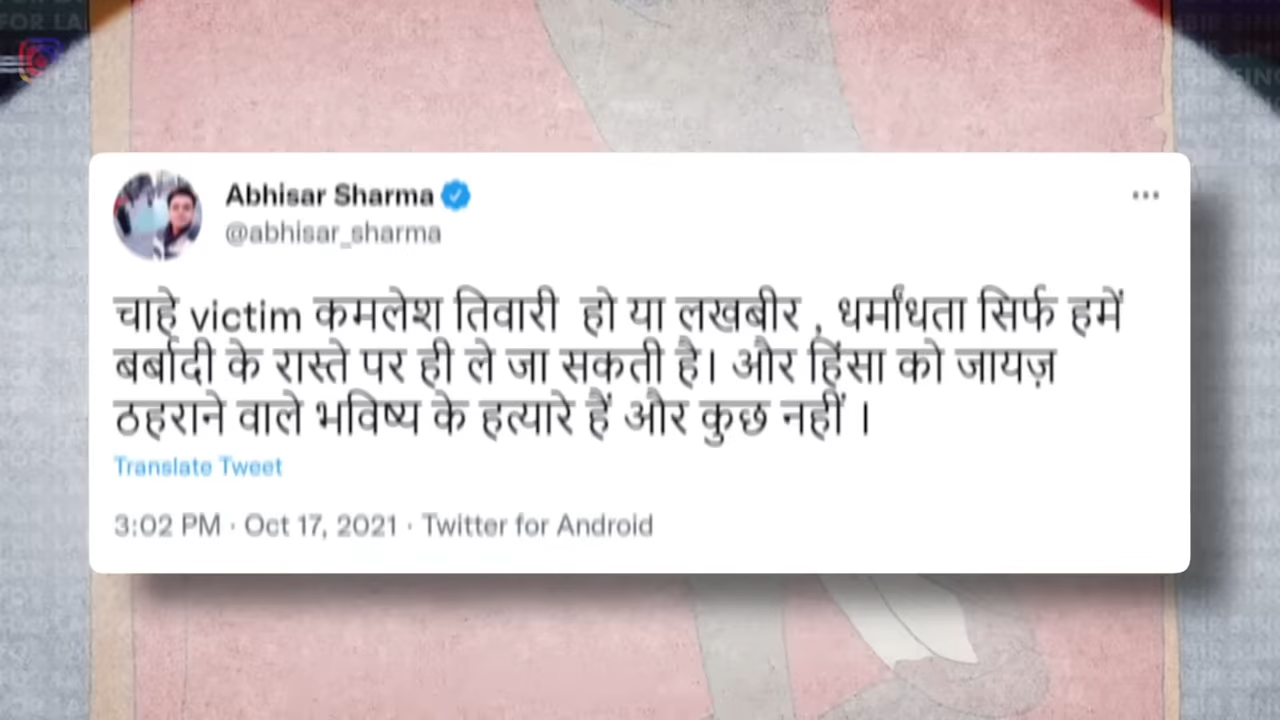 Abhisar Sharma
@abhisar_sharma
चाहे victim कमलेश तिवारी हो या लखबीर , धर्मांधता सिर्फ हमें
बर्बादी के रास्ते पर ही ले जा सकती है। और हिंसा को जायज़
ठहराने वाले भविष्य के हत्यारे हैं और कुछ नहीं ।
Translate Tweet
3:02 PM · Oct 17, 2021 · Twitter for Android